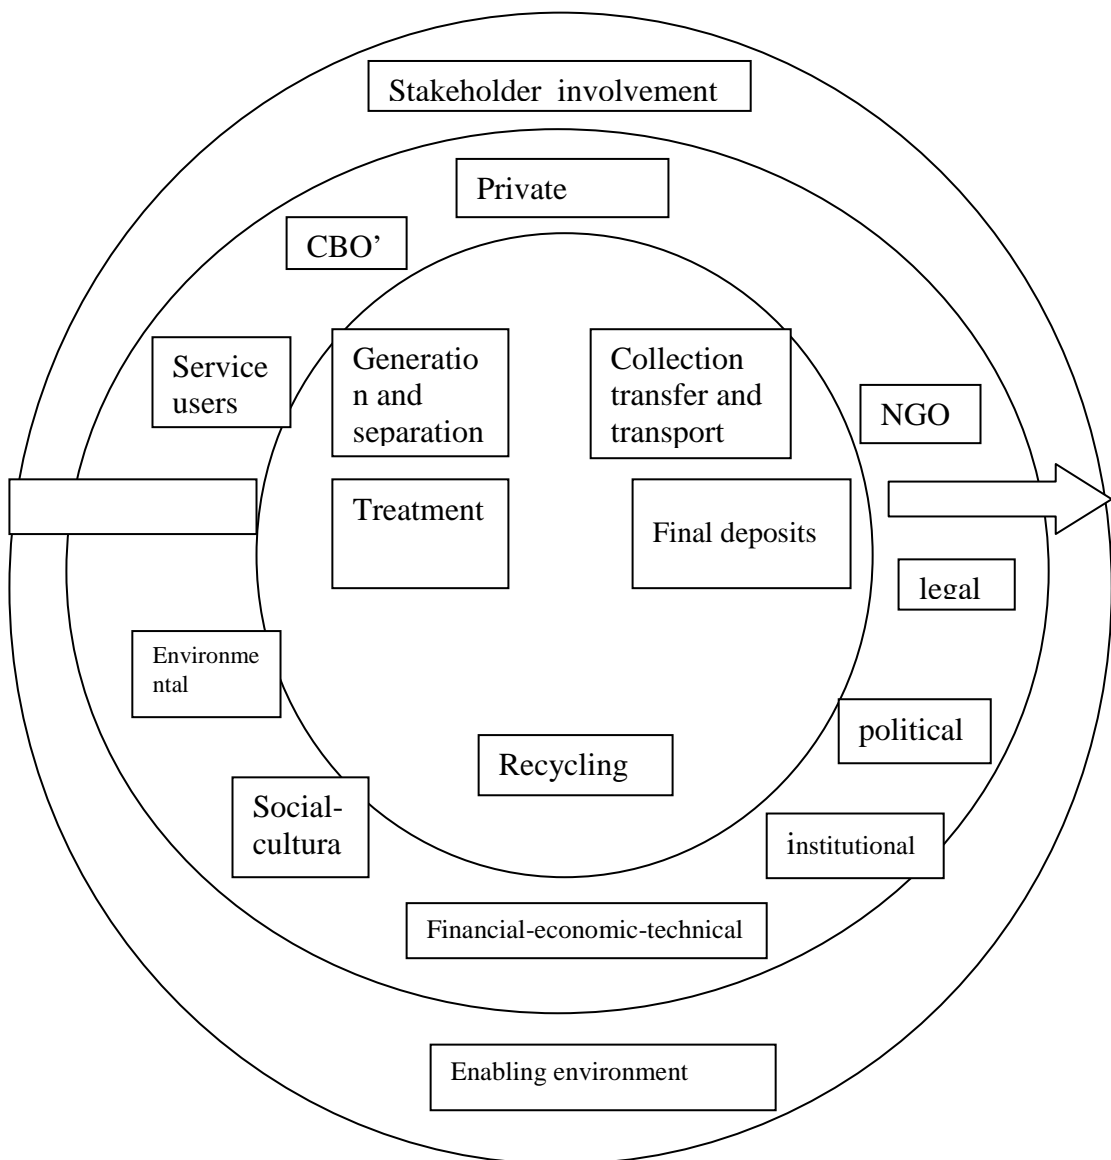 Stakeholder involvement
Private
CBO’
Service
users
Generatio
n and
separation
Collection
transfer and
transport
NGO
Treatment
Final deposits
legal
Environme
ntal
political
Recycling
Social-
cultura
institutional
Financial-economic-technical
Enabling environment